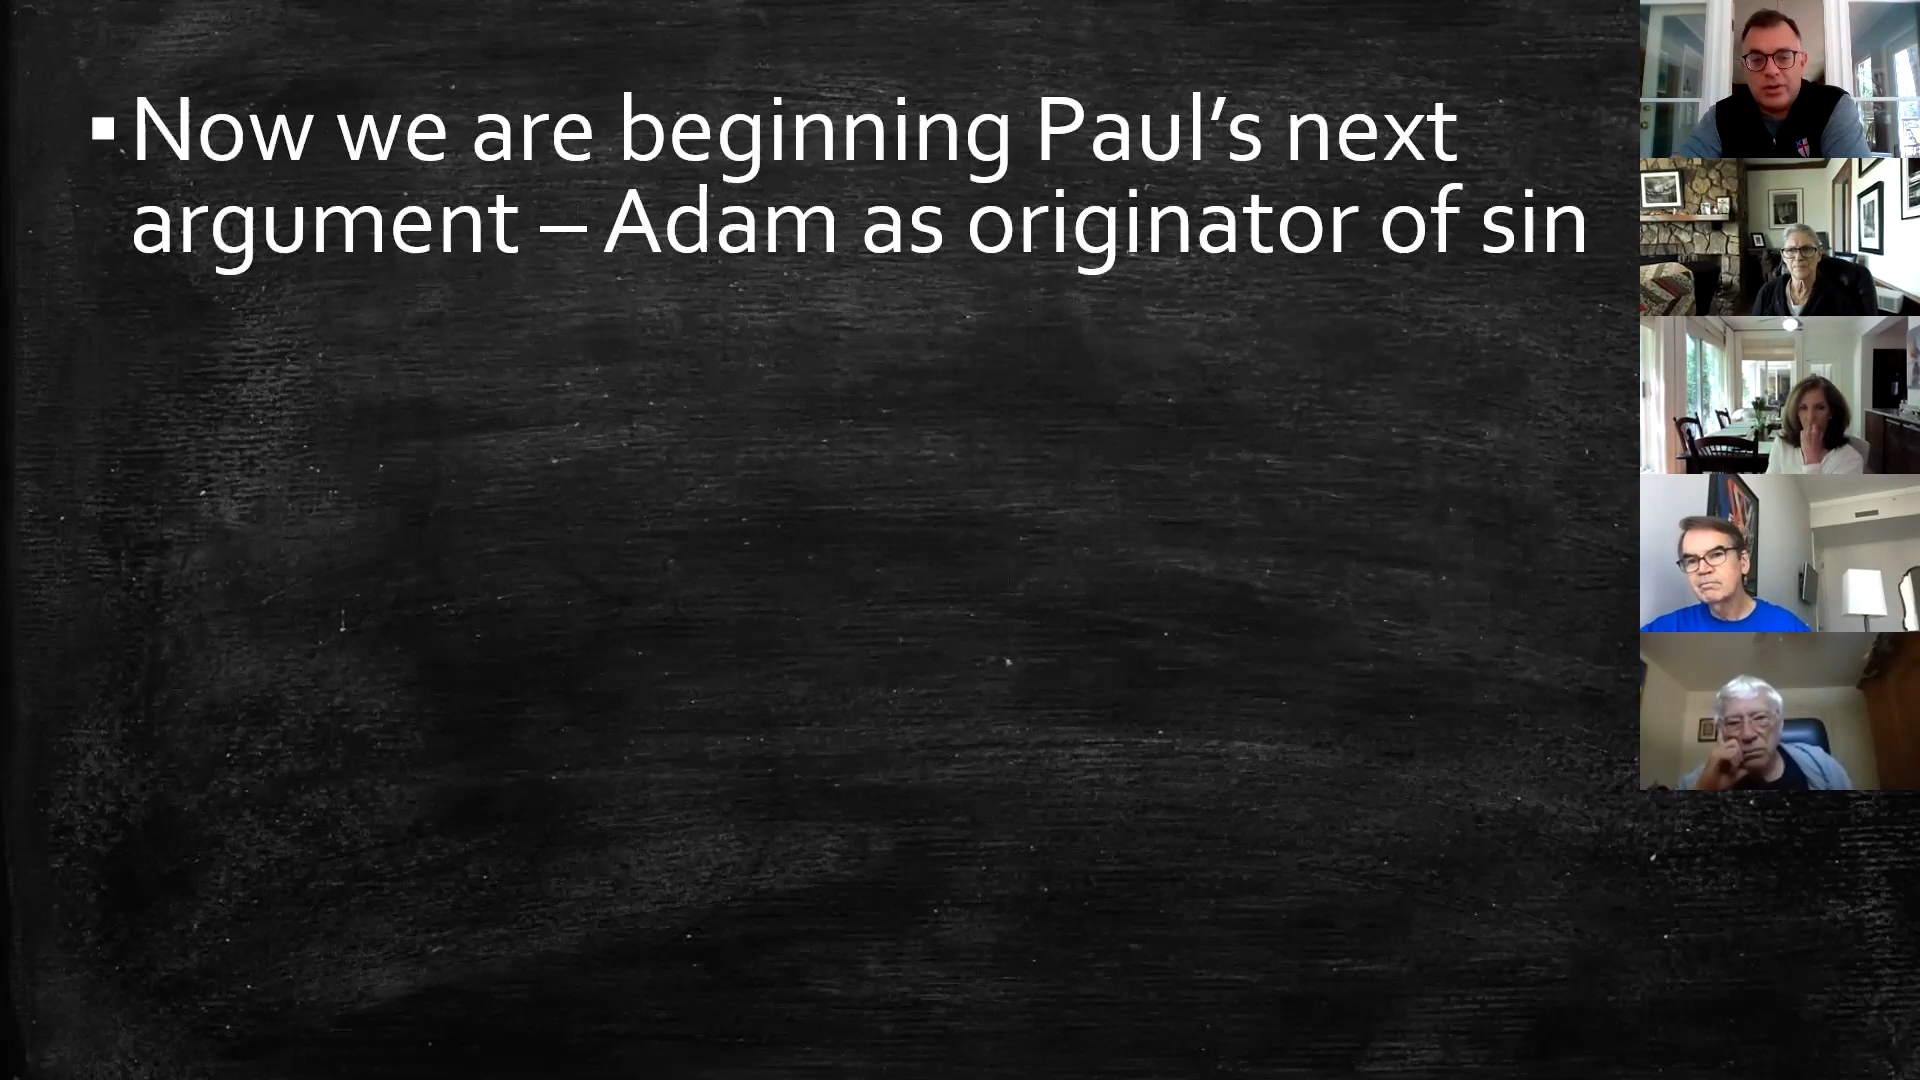 ▪Now we are beginning Paul’s next
argument – Adam as originator of sin